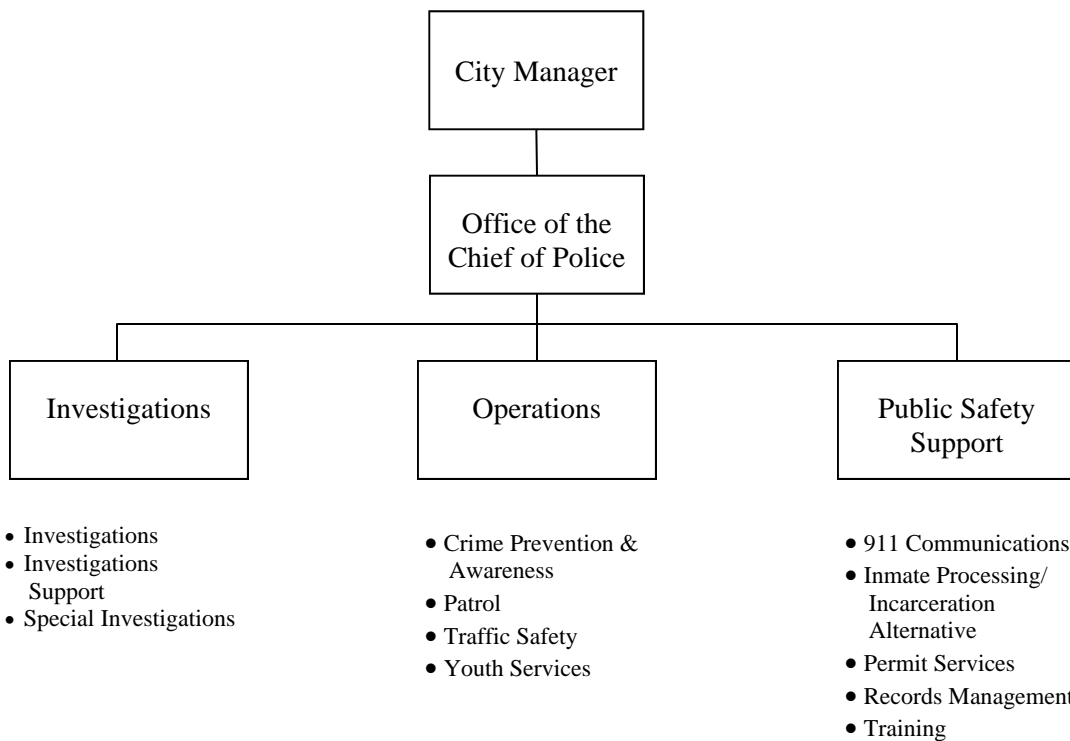 City Manager
Office of the
Chief of Police
Investigations
Operations
Public Safety
Support
• Investigations
• Investigations
Support
• Special Investigations
• Crime Prevention &
Awareness
• Patrol
• Traffic Safety
• Youth Services
• 911 Communications
• Inmate Processing/
Incarceration
Alternative
• Permit Services
• Records Management
• Training